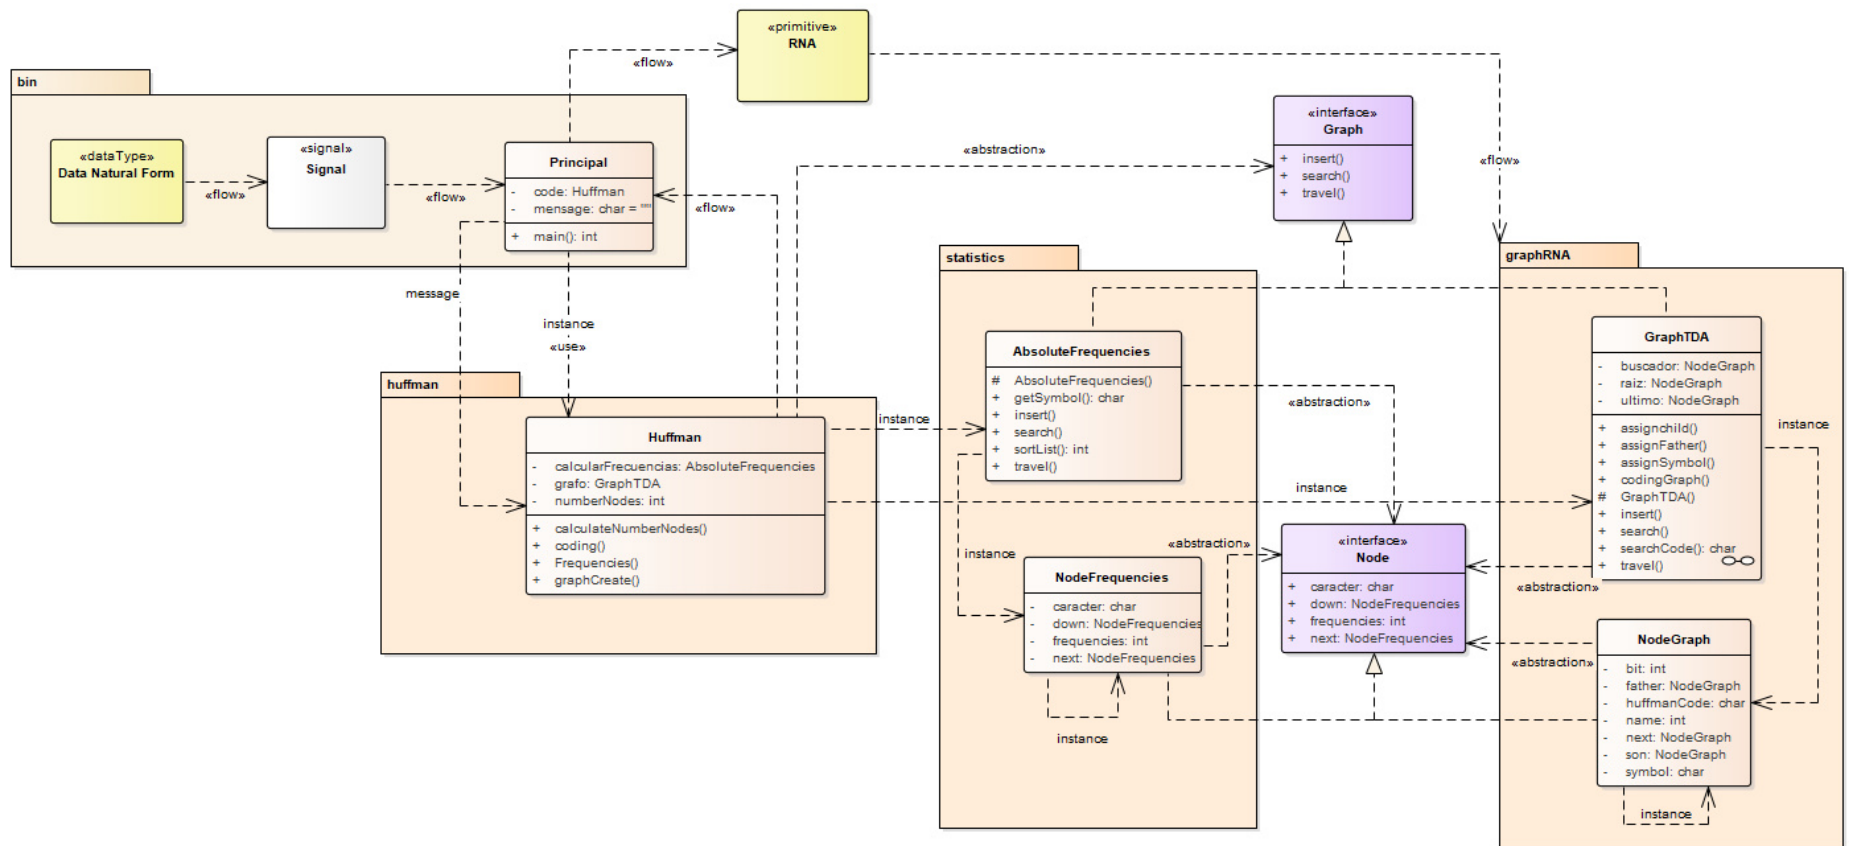 «primitive»
RNA
«flow»
bin
«dataType»
Data Natural Form
«flow»
«signal»
Signal
«flow»
Principal
- code: Huffman
- mensage: char = ""
+ main(): int
«flow»
«abstraction»
«interface»
Graph
+ insert()
+ search()
+ travel()
«flow»
message
instance
«use»
huffman
Huffman
- calcularFrecuencias: AbsoluteFrequencies
- grafo: GraphTDA
- numberNodes: int
+ calculateNumberNodes()
+ coding()
+ Frequencies()
+ graphCreate()
instance
instance
statistics
AbsoluteFrequencies
# AbsoluteFrequencies()
+ getSymbol(): char
+ insert()
+ search()
+ sortList(): int
+ travel()
«abstraction»
instance
NodeFrequencies
- caracter: char
- down: NodeFrequencies
- frequencies: int
- next: NodeFrequencies
instance
«abstraction»
«interface»
Node
+ caracter: char
+ down: NodeFrequencies
+ frequencies: int
+ next: NodeFrequencies
graphRNA
GraphTDA
- buscador: NodeGraph
- raiz: NodeGraph
- ultimo: NodeGraph
+ assignchild()
+ assignFather()
+ assignSymbol()
+ codingGraph()
# GraphTDA()
+ insert()
+ search()
+ searchCode(): char
+ travel()
instance
«abstraction»
«abstraction»
NodeGraph
- bit: int
- father: NodeGraph
- huffmanCode: char
- name: int
- next: NodeGraph
- son: NodeGraph
- symbol: char
instance